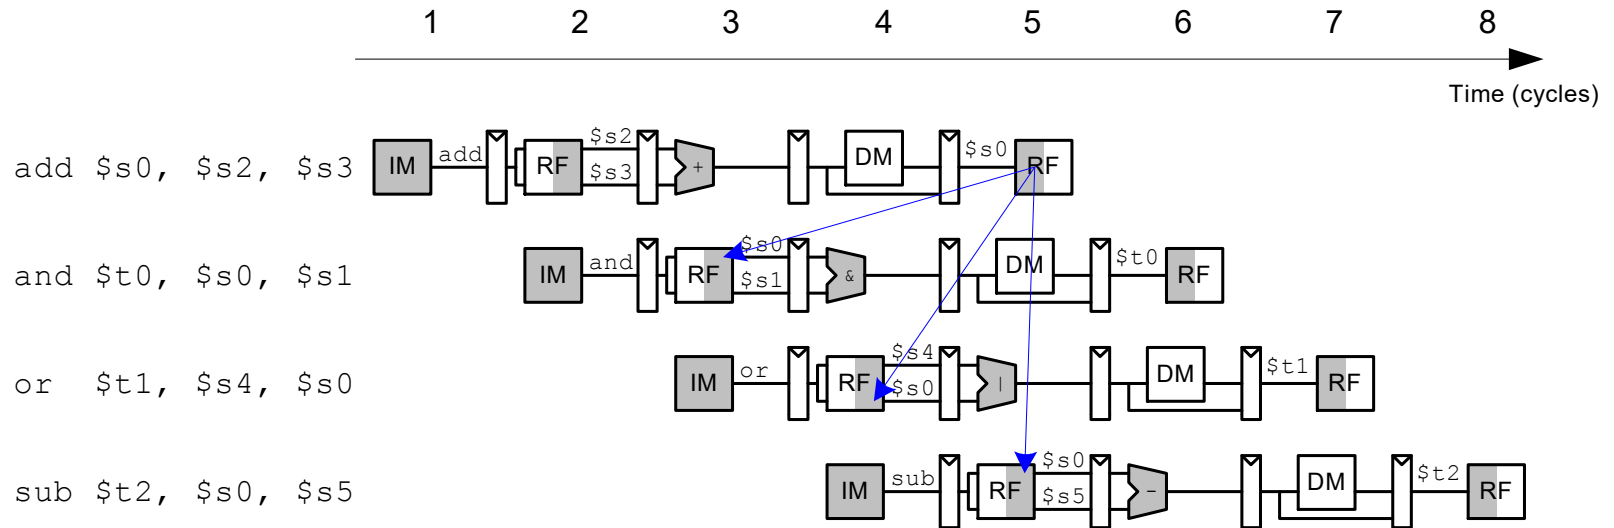 1 2 3 4 5 6 7 8
Time (cycles)
add $s0, $s2, $s3 IM add RF $s2 $s3 + DM $s0 RF
and $t0, $s0, $s1 IM and RF $s0 $s1 & DM $t0 RF
or $t1, $s4, $s0 IM or RF $s4 $s0 | DM $t1 RF
sub $t2, $s0, $s5 IM sub RF $s0 $s5 - DM $t2 RF